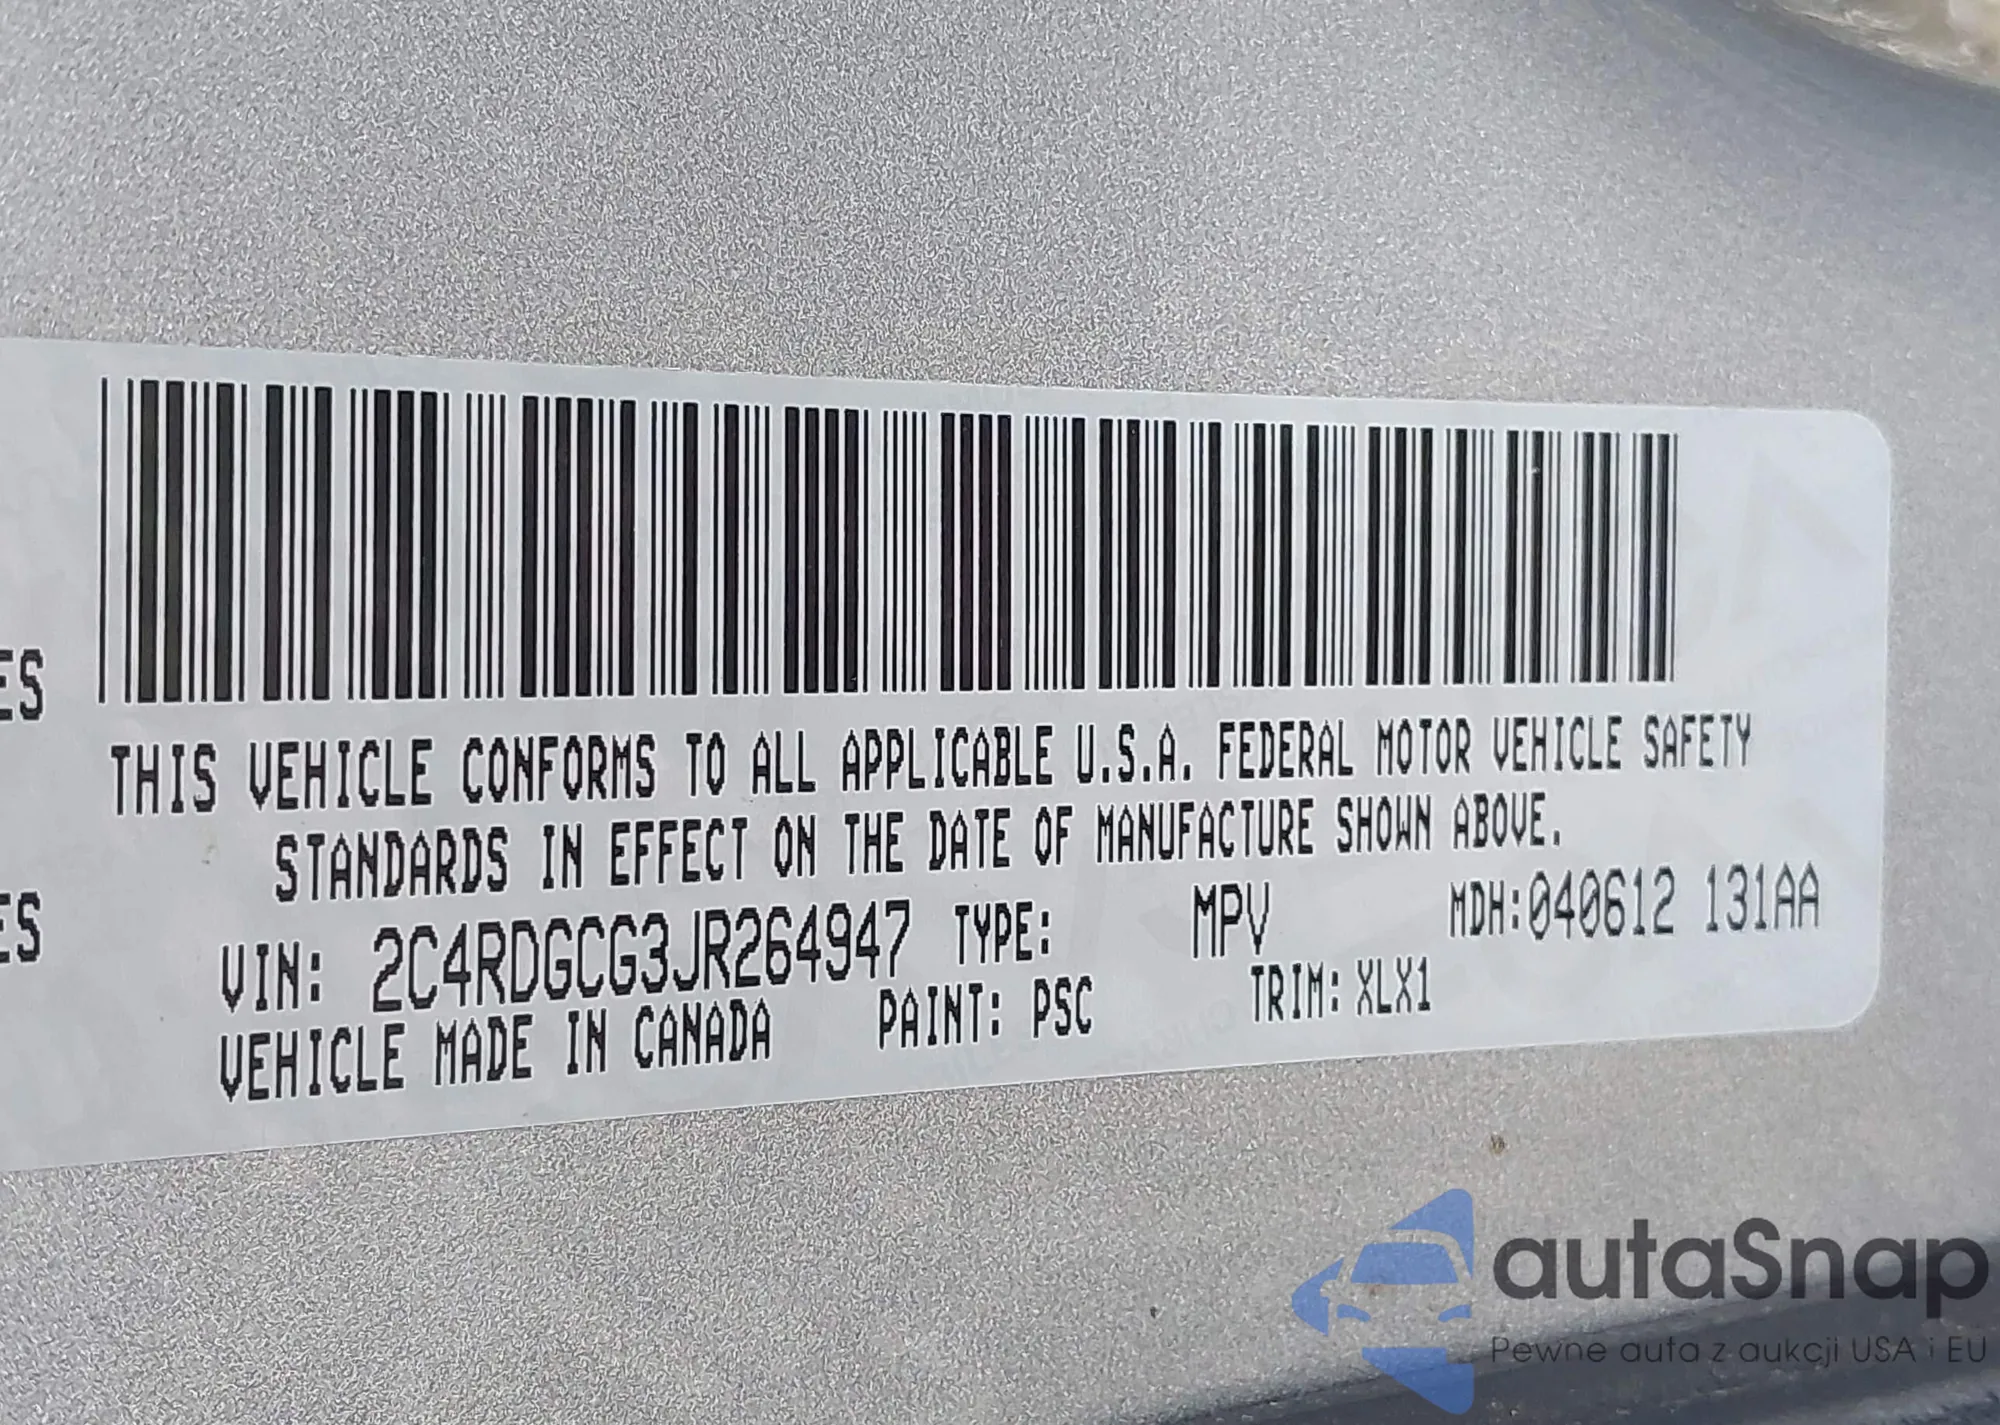 ES
THIS VEHICLE CONFORMS TO ALL APPLICABLE U.S.A. FEDERAL MOTOR VEHICLE SAFETY
STANDARDS IN EFFECT ON THE DATE OF MANUFACTURE SHOWN ABOVE.
ES
VIN: 2C4RDGCG3JR264947 TYPE: MPV MDH:040612 131AA
VEHICLE MADE IN CANADA PAINT: PSC TRIM: XLX1
autaSnap
Pewne auta z aukcji USA i EU